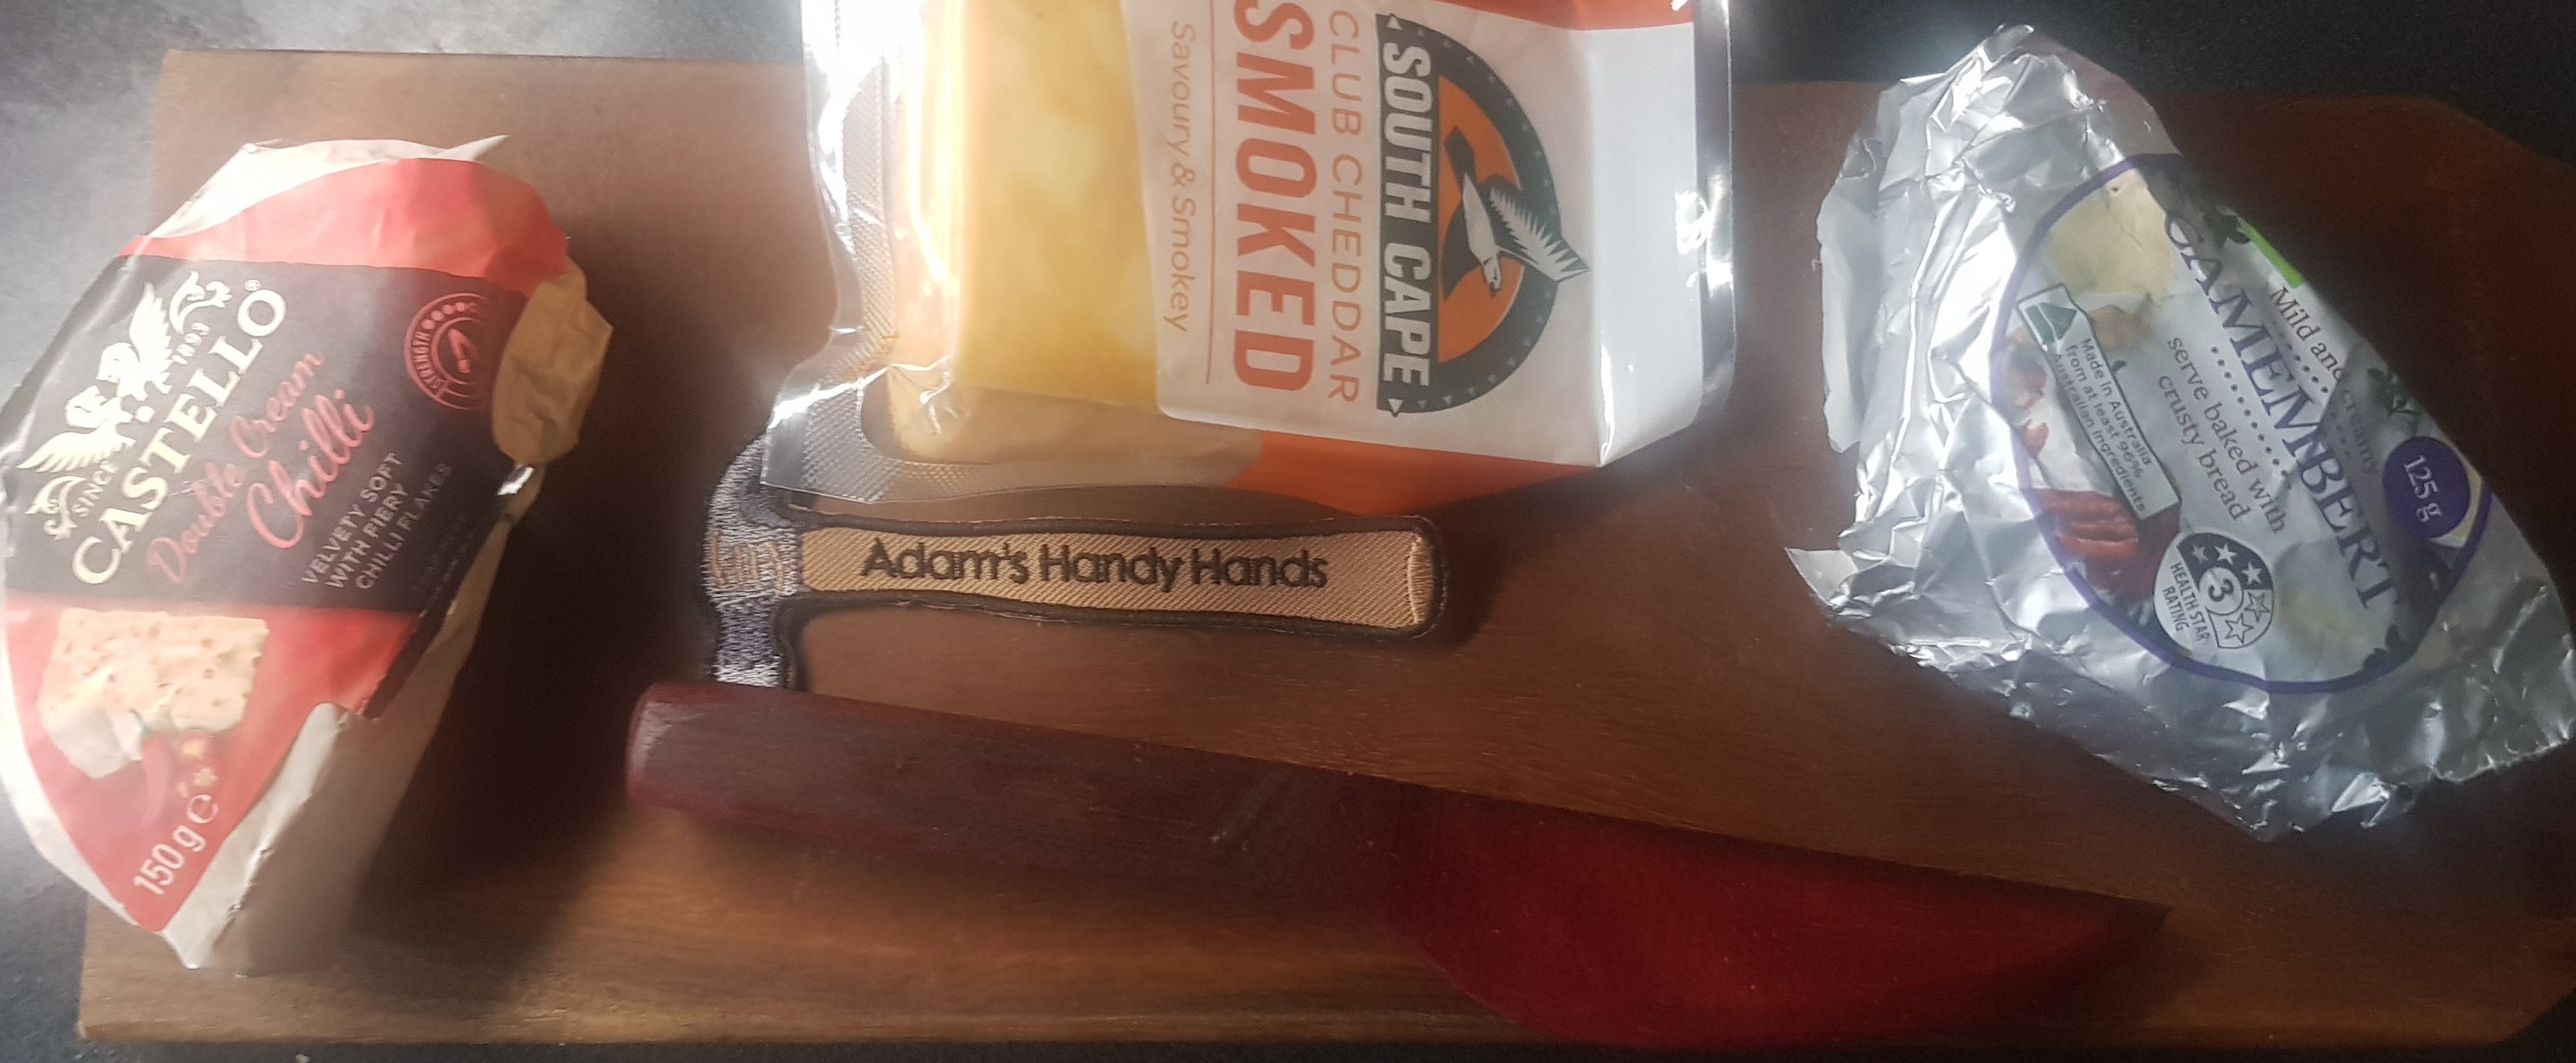 SINCE 1893
CASTELLO®
Double Cream
Chilli
STRENGTH
VELVETY SOFT
WITH FIERY
CHILLI FLAKES
150 g e
SOUTH CAPE
CLUB CHEDDAR
SMOKED
Savoury & Smokey
Adam's Handy Hands
Mild and creamy
CAMEMBERT
serve baked with
crusty bread
125 g
Made in Australia
from at least 96%
Australian ingredients
3
HEALTH STAR
RATING